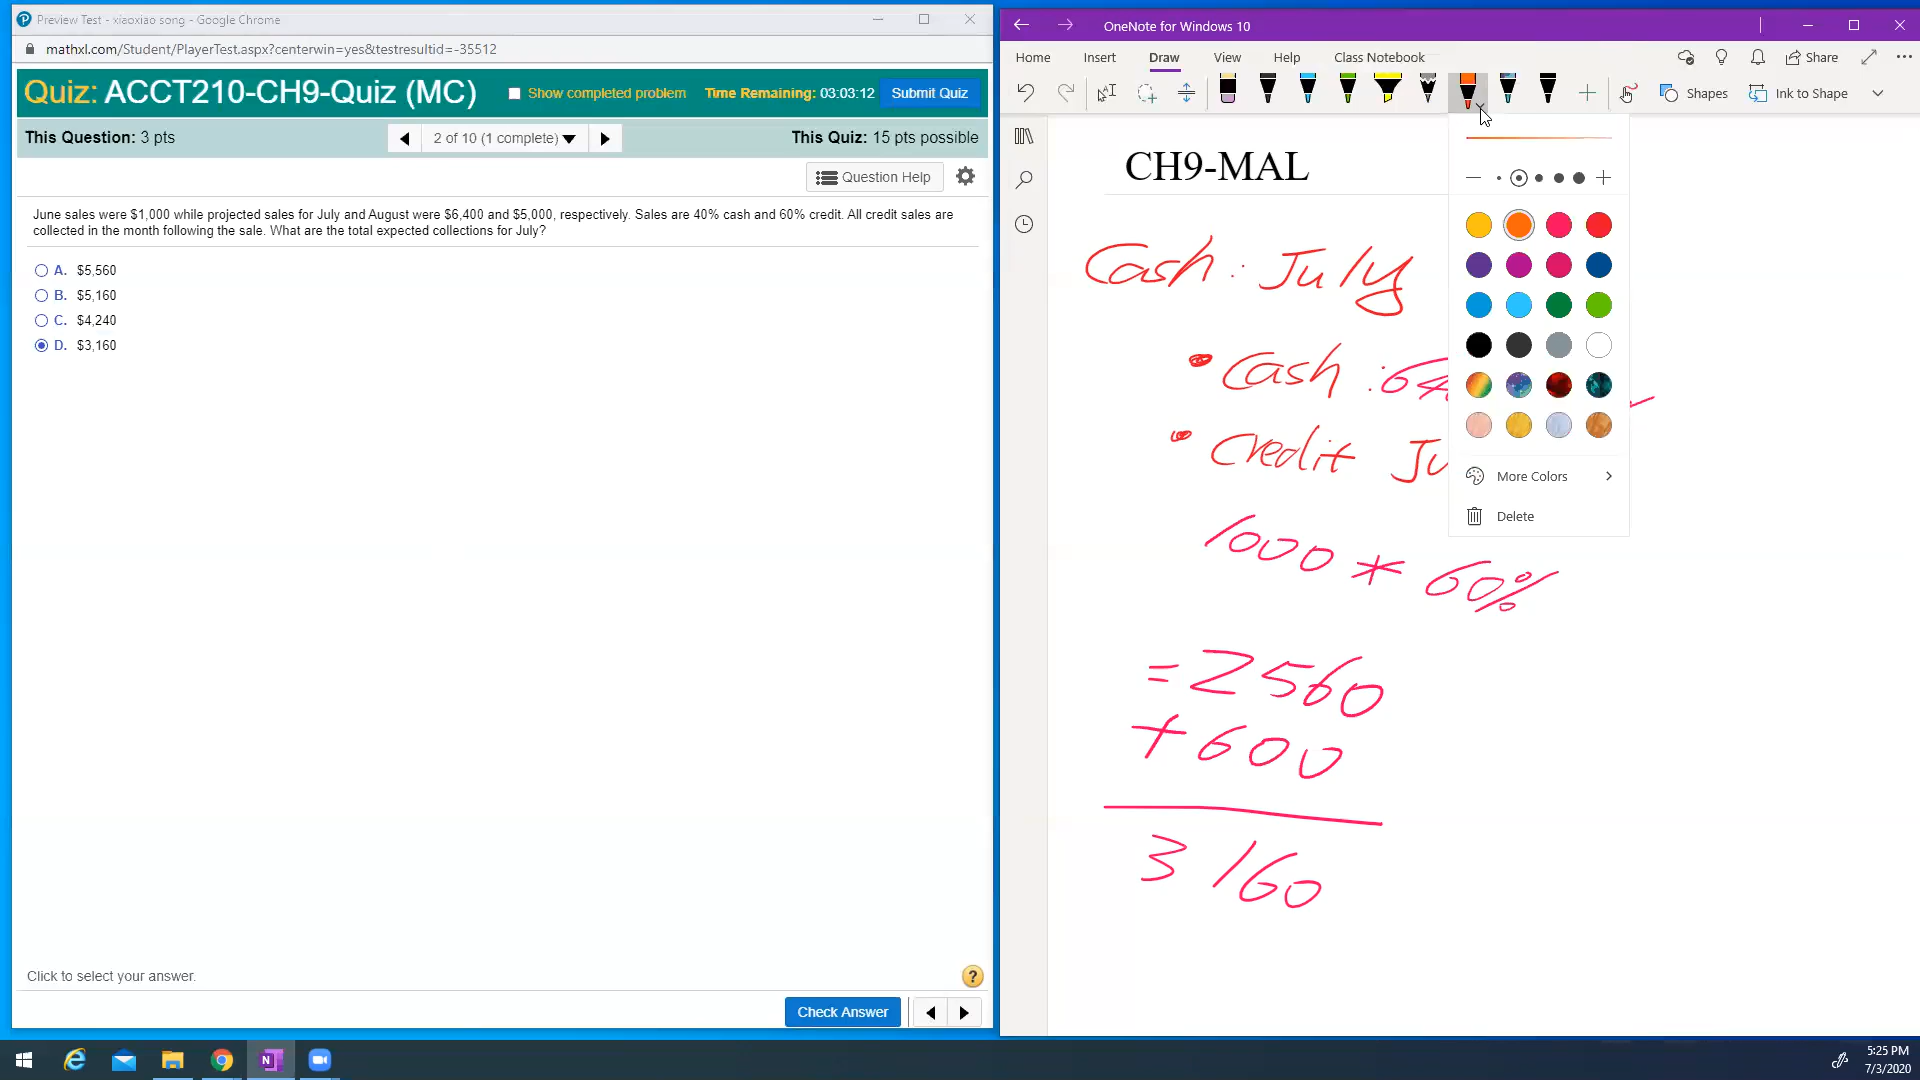 Preview Test - xiaoxiao song - Google Chrome
mathxl.com/Student/PlayerTest.aspx?centerwin=yes&testresultid=-35512
Quiz: ACCT210-CH9-Quiz (MC)
Show completed problem
Time Remaining: 03:03:12
Submit Quiz
This Question: 3 pts
2 of 10 (1 complete)
This Quiz: 15 pts possible
Question Help
June sales were $1,000 while projected sales for July and August were $6,400 and $5,000, respectively. Sales are 40% cash and 60% credit. All credit sales are
collected in the month following the sale. What are the total expected collections for July?
A. $5,560
B. $5,160
C. $4,240
D. $3,160
Click to select your answer.
?
Check Answer
OneNote for Windows 10
Home Insert Draw View Help Class Notebook
Share
Shapes
Ink to Shape
CH9-MAL
Cash: July
Cash : 64
Credit Ju
1000 * 60%
= 2560
+ 600
3160
More Colors
Delete
5:25 PM
7/3/2020